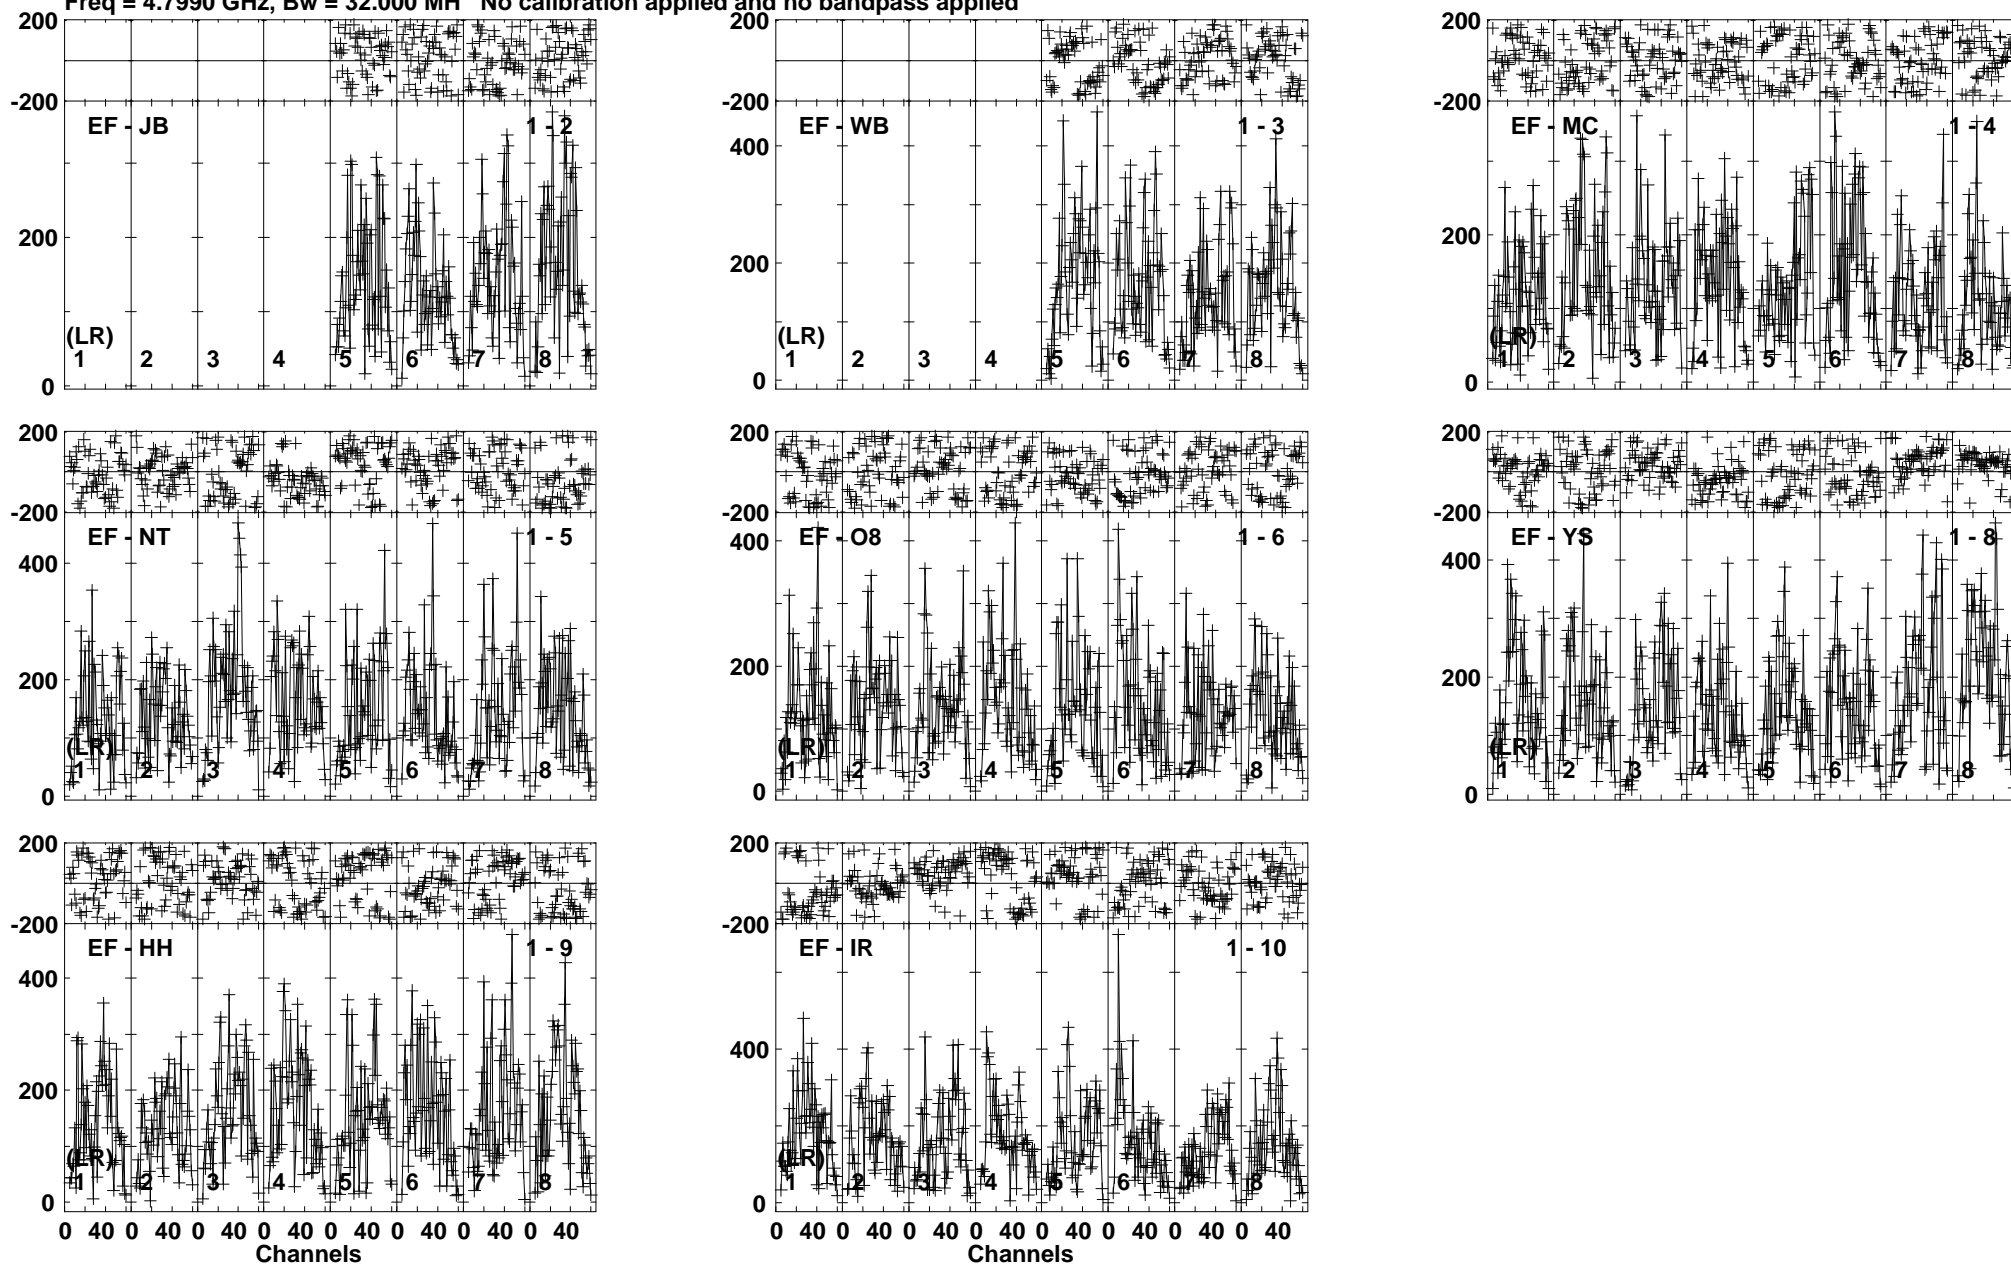 Freq = 4.7990 GHz, Bw = 32.000 MH No calibration applied and no bandpass applied
200 200 200
-200 -200 -200
EF - JB 1 - 2 EF - WB 1 - 3 EF - MC 1 - 4
400
200 200 200
(LR) (LR) (LR)
1 2 3 4 5 6 7 8 1 2 3 4 5 6 7 8 1 2 3 4 5 6 7 8
0 0 0
200 200 200
-200 -200 -200
EF - NT 1 - 5 EF - O8 1 - 6 EF - YS 1 - 8
400 400 400
200 200 200
(LR) (LR) (LR)
1 2 3 4 5 6 7 8 1 2 3 4 5 6 7 8 1 2 3 4 5 6 7 8
0 0 0
200 200
-200 -200
EF - HH 1 - 9 EF - IR 1 - 10
400 400
200
(LR) (LR)
1 2 3 4 5 6 7 8 1 2 3 4 5 6 7 8
0 0
0 40 0 40 0 40 0 40 0 40 0 40 0 40 0 40 0 40 0 40 0 40 0 40 0 40 0 40 0 40 0 40
Channels Channels